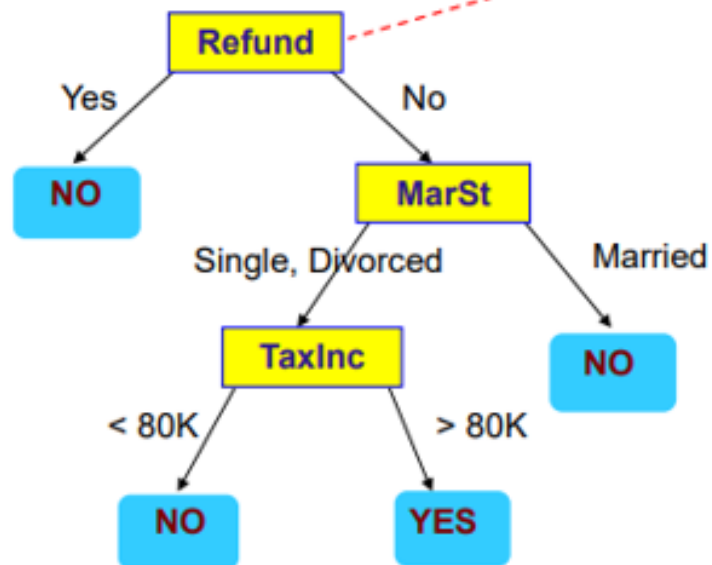 Refund
Yes
No
NO
MarSt
Single, Divorced
Married
TaxInc
NO
< 80K
> 80K
NO
YES